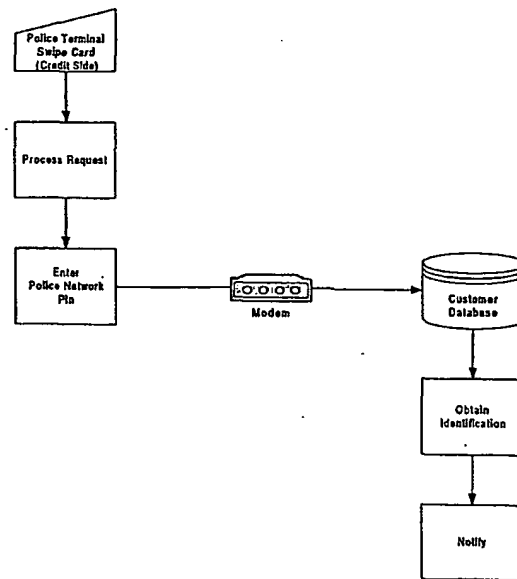 Police Terminal
Swipe Card
(Credit Side)
Process Request
Enter
Police Network
Pin
Modem
Customer
Database
Obtain
Identification
Notify